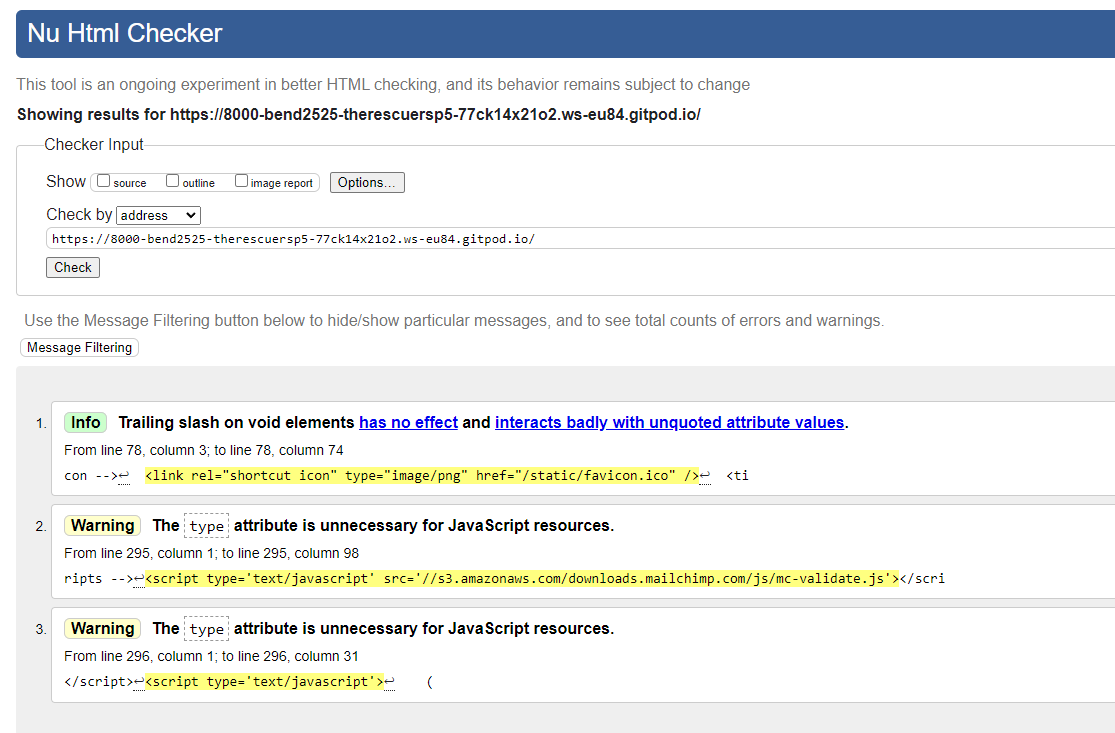 Nu Html Checker
This tool is an ongoing experiment in better HTML checking, and its behavior remains subject to change
Showing results for https://8000-bend2525-therescuersp5-77ck14x21o2.ws-eu84.gitpod.io/
Checker Input
Show source outline image report Options...
Check by address
https://8000-bend2525-therescuersp5-77ck14x21o2.ws-eu84.gitpod.io/
Check
Use the Message Filtering button below to hide/show particular messages, and to see total counts of errors and warnings.
Message Filtering
1. Info Trailing slash on void elements has no effect and interacts badly with unquoted attribute values.
From line 78, column 3; to line 78, column 74
con -->↩ <link rel="shortcut icon" type="image/png" href="/static/favicon.ico" />↩ <ti
2. Warning The type attribute is unnecessary for JavaScript resources.
From line 295, column 1; to line 295, column 98
ripts -->↩<script type='text/javascript' src='//s3.amazonaws.com/downloads.mailchimp.com/js/mc-validate.js'></scri
3. Warning The type attribute is unnecessary for JavaScript resources.
From line 296, column 1; to line 296, column 31
</script>↩<script type='text/javascript'>↩ (